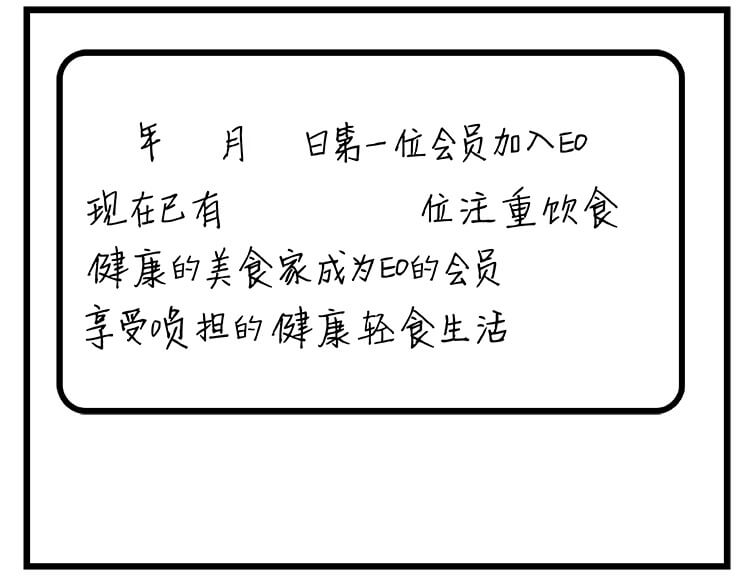 年 月 日第一位会员加入EO
现在已有 位注重饮食
健康的美食家成为EO的会员
享受喷担的健康轻食生活